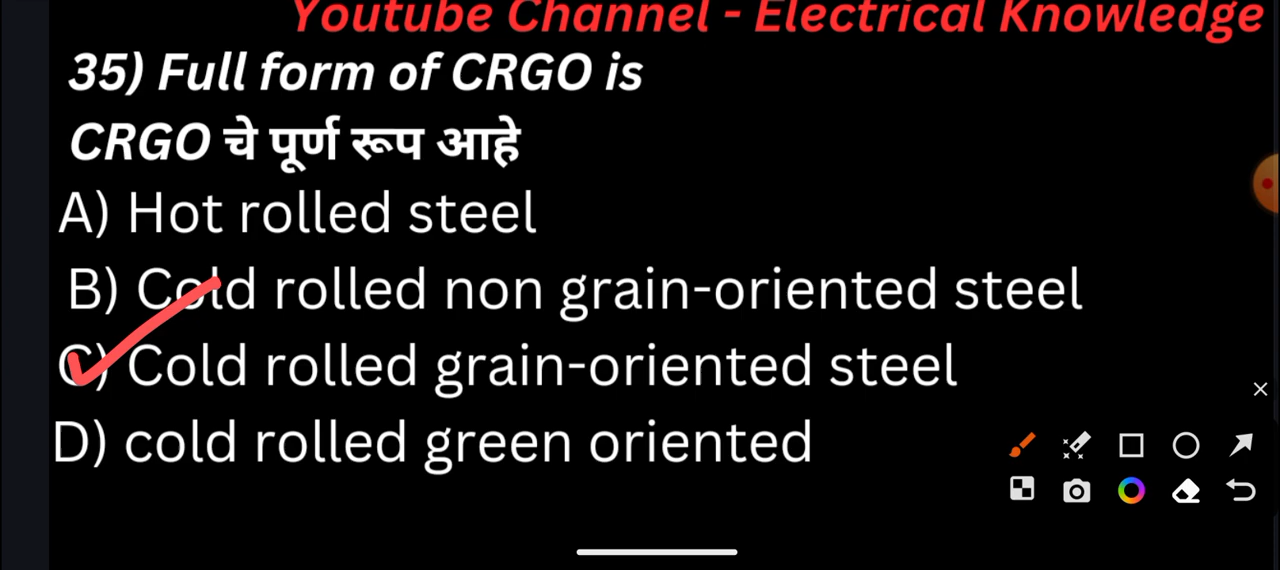 Youtube Channel - Electrical Knowledge
35) Full form of CRGO is
CRGO चे पूर्ण रूप आहे
A) Hot rolled steel
B) Cold rolled non grain-oriented steel
C) Cold rolled grain-oriented steel
D) cold rolled green oriented